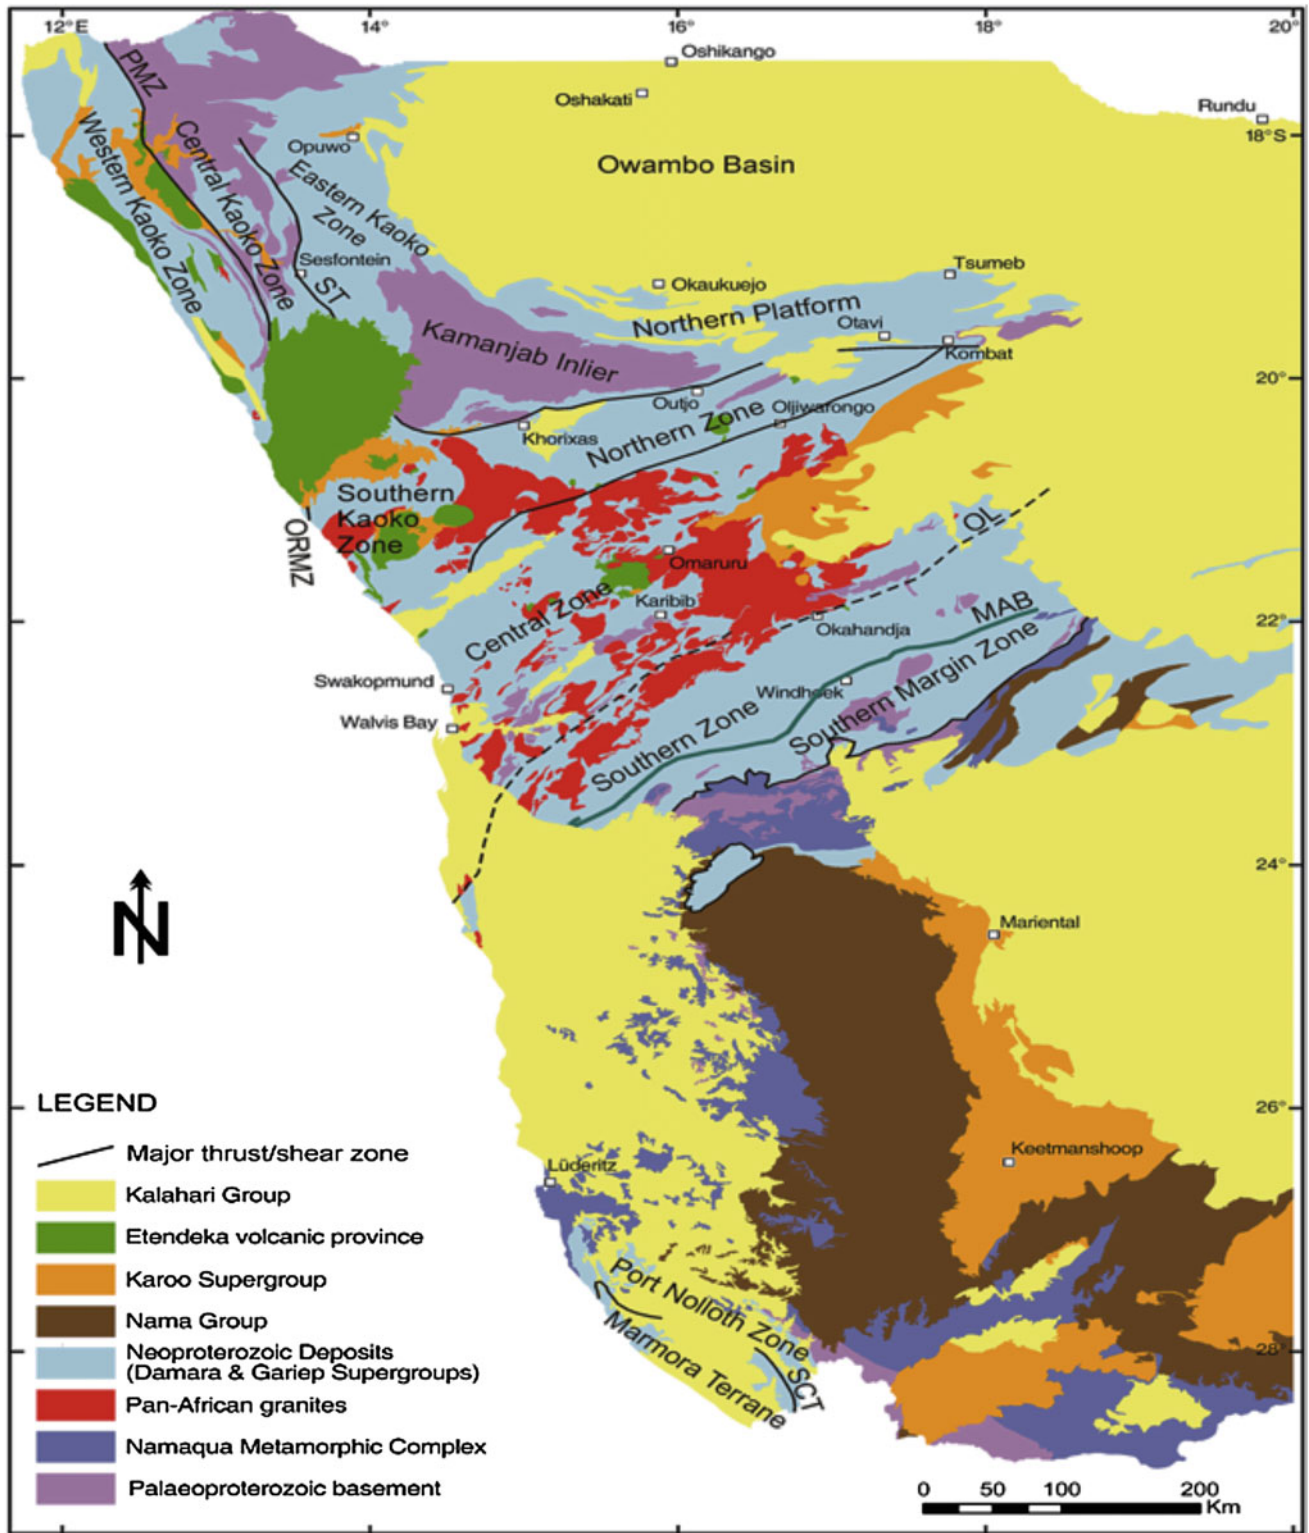 12°E 14° 16° 18° 20°
Oshikango
PMZ
Oshakati
Rundu
18°S
Opuwo
Owambo Basin
Western Kaoko Zone
Central Kaoko Zone
Eastern Kaoko
Zone
Sesfontein
ST
Tsumeb
Okaukuejo
Northern Platform
Otavi
Kombat
Kamanjab Inlier
20°
Outjo
Oljiwarongo
Khorixas
Northern Zone
Southern
Kaoko
Zone
ORMZ
OL
Omaruru
Karibib
Central Zone
MAB
22°
Okahandja
Swakopmund
Windhoek
Southern Margin Zone
Walvis Bay
Southern Zone
24°
N
Mariental
26°
LEGEND
Keetmanshoop
Major thrust/shear zone
Lüderitz
Kalahari Group
Etendeka volcanic province
Karoo Supergroup
Port Nolloth Zone
Nama Group
Marmora Terrane
28°
Neoproterozoic Deposits
(Damara & Gariep Supergroups)
SCT
Pan-African granites
Namaqua Metamorphic Complex
Palaeoproterozoic basement
0 50 100 200
Km